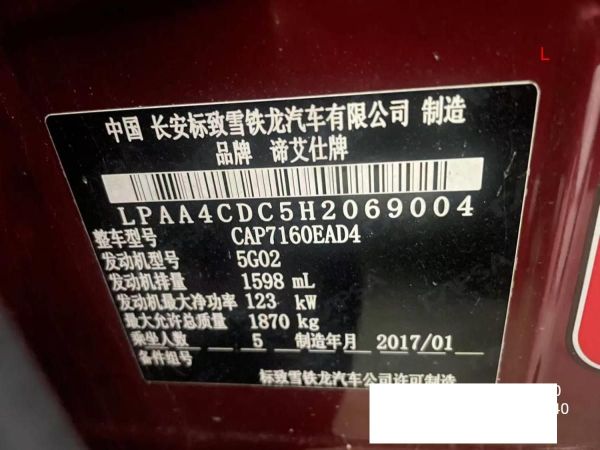 L
中国 长安标致雪铁龙汽车有限公司 制造
品牌 谛艾仕牌
LPAA4CDC5H2069004
整车型号 CAP7160EAD4
发动机型号 5G02
发动机排量 1598 mL
发动机最大净功率 123 kW
最大允许总质量 1870 kg
乘坐人数 5 制造年月 2017/01
备件组号
标致雪铁龙汽车公司许可制造
0
40